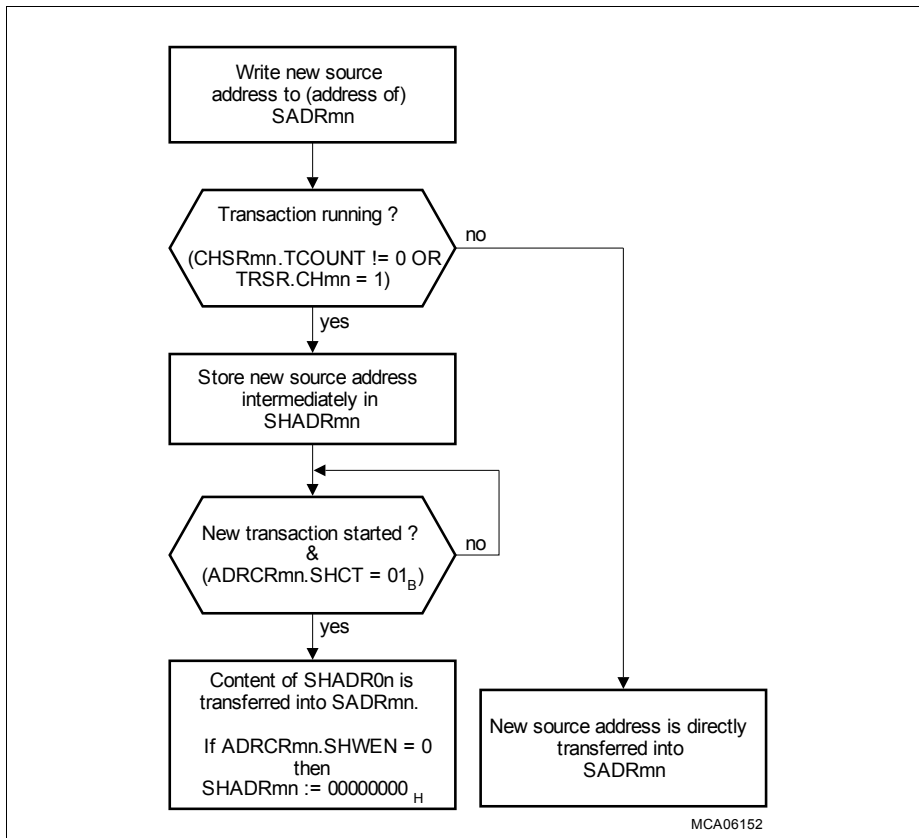 Write new source
address to (address of)
SADRmn
Transaction running ?
(CHSRmn.TCOUNT != 0 OR
TRSR.CHmn = 1)
no
yes
Store new source address
intermediately in
SHADRmn
New transaction started ?
&
(ADRCRmn.SHCT = 01B)
no
yes
Content of SHADR0n is
transferred into SADRmn.
If ADRCRmn.SHWEN = 0
then
SHADRmn := 00000000 H
New source address is directly
transferred into
SADRmn
MCA06152